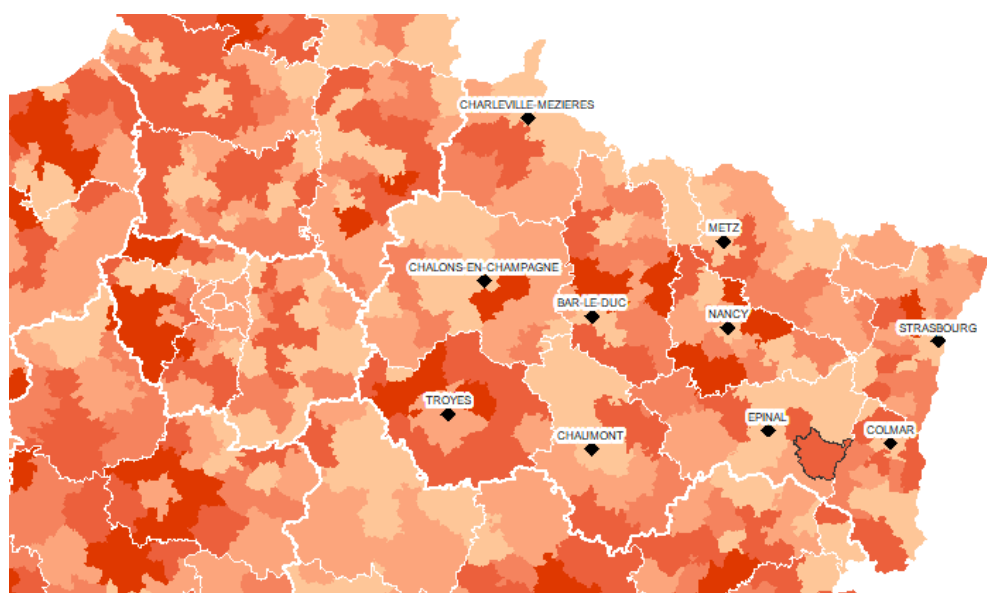 CHARLEVILLE-MEZIERES
METZ
CHALONS-EN-CHAMPAGNE
BAR-LE-DUC
NANCY
STRASBOURG
TROYES
EPINAL
COLMAR
CHAUMONT